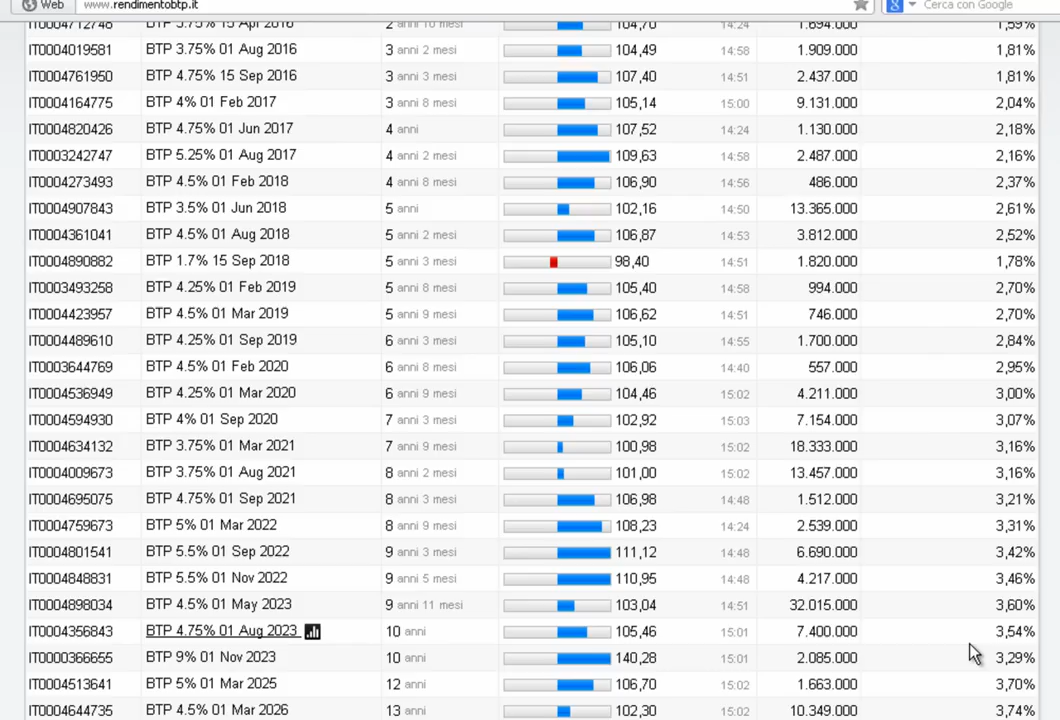 Web www.rendimentobtp.it Cerca con Google
IT0004712748 BTP 3.75% 15 Apr 2016 2 anni 10 mesi 104,70 14:24 1.694.000 1,59%
IT0004019581 BTP 3.75% 01 Aug 2016 3 anni 2 mesi 104,49 14:58 1.909.000 1,81%
IT0004761950 BTP 4.75% 15 Sep 2016 3 anni 3 mesi 107,40 14:51 2.437.000 1,81%
IT0004164775 BTP 4% 01 Feb 2017 3 anni 8 mesi 105,14 15:00 9.131.000 2,04%
IT0004820426 BTP 4.75% 01 Jun 2017 4 anni 107,52 14:24 1.130.000 2,18%
IT0003242747 BTP 5.25% 01 Aug 2017 4 anni 2 mesi 109,63 14:58 2.487.000 2,16%
IT0004273493 BTP 4.5% 01 Feb 2018 4 anni 8 mesi 106,90 14:56 486.000 2,37%
IT0004907843 BTP 3.5% 01 Jun 2018 5 anni 102,16 14:50 13.365.000 2,61%
IT0004361041 BTP 4.5% 01 Aug 2018 5 anni 2 mesi 106,87 14:53 3.812.000 2,52%
IT0004890882 BTP 1.7% 15 Sep 2018 5 anni 3 mesi 98,40 14:51 1.820.000 1,78%
IT0003493258 BTP 4.25% 01 Feb 2019 5 anni 8 mesi 105,40 14:58 994.000 2,70%
IT0004423957 BTP 4.5% 01 Mar 2019 5 anni 9 mesi 106,62 14:51 746.000 2,70%
IT0004489610 BTP 4.25% 01 Sep 2019 6 anni 3 mesi 105,10 14:55 1.700.000 2,84%
IT0003644769 BTP 4.5% 01 Feb 2020 6 anni 8 mesi 106,06 14:40 557.000 2,95%
IT0004536949 BTP 4.25% 01 Mar 2020 6 anni 9 mesi 104,46 15:02 4.211.000 3,00%
IT0004594930 BTP 4% 01 Sep 2020 7 anni 3 mesi 102,92 15:03 7.154.000 3,07%
IT0004634132 BTP 3.75% 01 Mar 2021 7 anni 9 mesi 100,98 15:02 18.333.000 3,16%
IT0004009673 BTP 3.75% 01 Aug 2021 8 anni 2 mesi 101,00 15:02 13.457.000 3,16%
IT0004695075 BTP 4.75% 01 Sep 2021 8 anni 3 mesi 106,98 14:48 1.512.000 3,21%
IT0004759673 BTP 5% 01 Mar 2022 8 anni 9 mesi 108,23 14:24 2.539.000 3,31%
IT0004801541 BTP 5.5% 01 Sep 2022 9 anni 3 mesi 111,12 14:48 6.690.000 3,42%
IT0004848831 BTP 5.5% 01 Nov 2022 9 anni 5 mesi 110,95 14:48 4.217.000 3,46%
IT0004898034 BTP 4.5% 01 May 2023 9 anni 11 mesi 103,04 14:51 32.015.000 3,60%
IT0004356843 BTP 4.75% 01 Aug 2023 10 anni 105,46 15:01 7.400.000 3,54%
IT0000366655 BTP 9% 01 Nov 2023 10 anni 140,28 15:01 2.085.000 3,29%
IT0004513641 BTP 5% 01 Mar 2025 12 anni 106,70 15:02 1.663.000 3,70%
IT0004644735 BTP 4.5% 01 Mar 2026 13 anni 102,30 15:02 10.349.000 3,74%